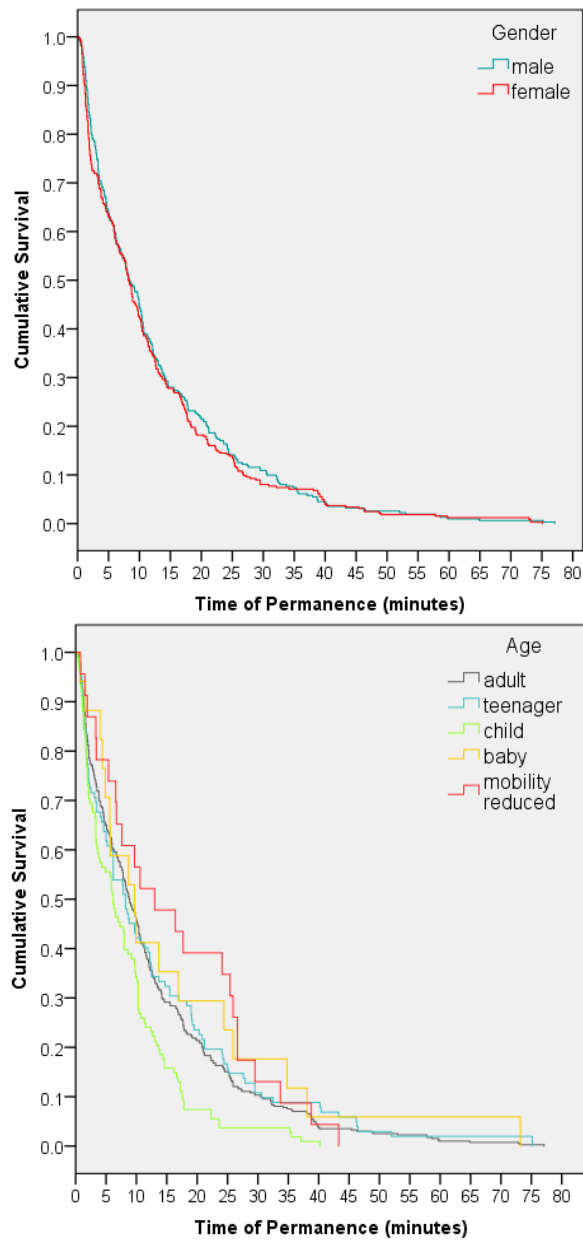 Gender
male
female
1.0
0.9
0.8
0.7
0.6
0.5
0.4
0.3
0.2
0.1
0.0
Cumulative Survival
0 5 10 15 20 25 30 35 40 45 50 55 60 65 70 75 80
Time of Permanence (minutes)
Age
adult
teenager
child
baby
mobility
reduced
1.0
0.9
0.8
0.7
0.6
0.5
0.4
0.3
0.2
0.1
0.0
Cumulative Survival
0 5 10 15 20 25 30 35 40 45 50 55 60 65 70 75 80
Time of Permanence (minutes)